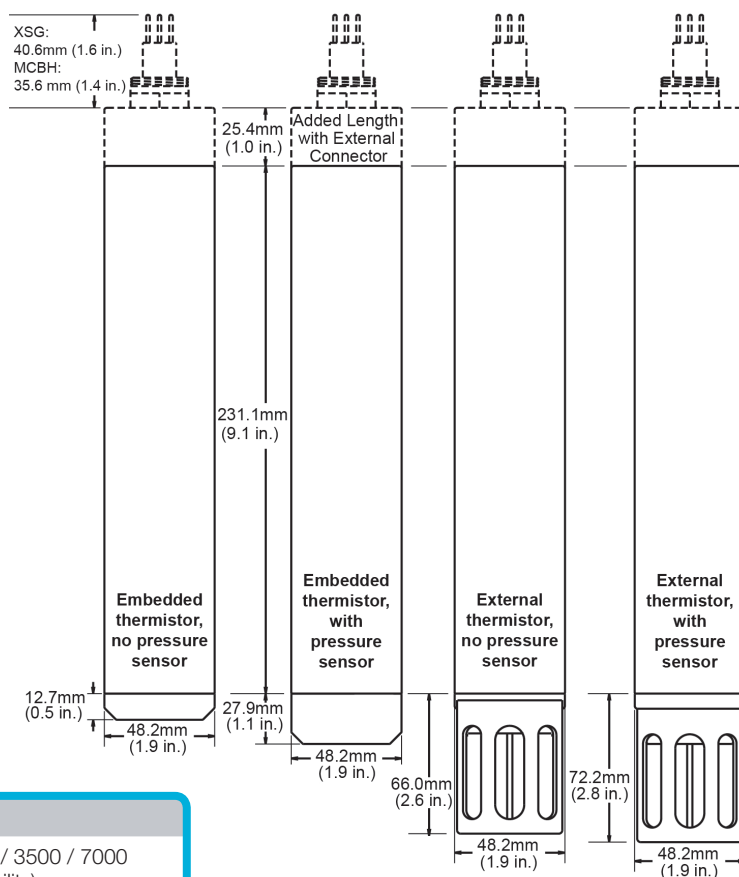 XSG:
40.6mm (1.6 in.)
MCBH:
35.6 mm (1.4 in.)
25.4mm
(1.0 in.)
Added Length
with External
Connector
231.1mm
(9.1 in.)
Embedded
thermistor,
no pressure
sensor
Embedded
thermistor,
with
pressure
sensor
External
thermistor,
no pressure
sensor
External
thermistor,
with
pressure
sensor
12.7mm
(0.5 in.)
48.2mm
(1.9 in.)
27.9mm
(1.1 in.)
48.2mm
(1.9 in.)
66.0mm
(2.6 in.)
48.2mm
(1.9 in.)
72.2mm
(2.8 in.)
48.2mm
(1.9 in.)
/ 3500 / 7000